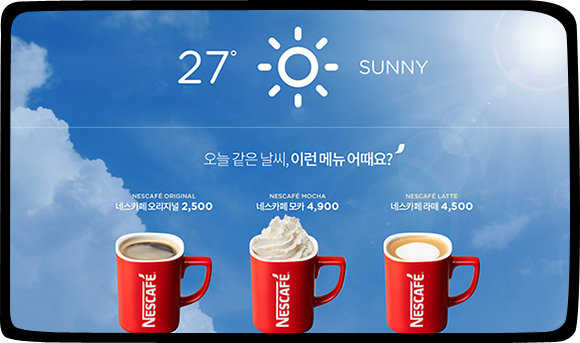 27°
SUNNY
오늘 같은 날씨, 이런 메뉴 어때요?
NESCAFÉ ORIGINAL
네스카페 오리지널 2,500
NESCAFÉ MOCHA
네스카페 모카 4,900
NESCAFÉ LATTE
네스카페 라떼 4,500
NESCAFÉ.
NESCAFÉ.
NESCAFÉ.